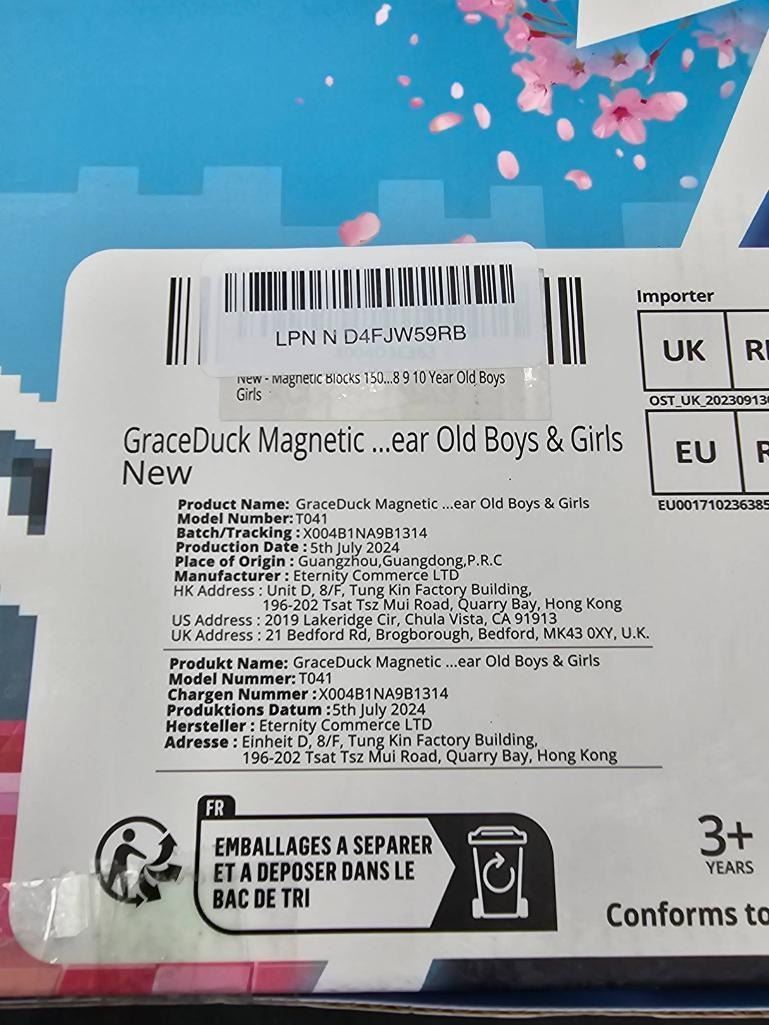 LPN N D4FJW59RB
New - Magnetic Blocks 150...8 9 10 Year Old Boys
Girls
GraceDuck Magnetic ...ear Old Boys & Girls
New
Product Name: GraceDuck Magnetic ...ear Old Boys & Girls
Model Number: T041
Batch/Tracking : X004B1NA9B1314
Production Date : 5th July 2024
Place of Origin : Guangzhou,Guangdong,P.R.C
Manufacturer : Eternity Commerce LTD
HK Address : Unit D, 8/F, Tung Kin Factory Building,
196-202 Tsat Tsz Mui Road, Quarry Bay, Hong Kong
US Address : 2019 Lakeridge Cir, Chula Vista, CA 91913
UK Address : 21 Bedford Rd, Brogborough, Bedford, MK43 0XY, U.K.
Produkt Name: GraceDuck Magnetic ...ear Old Boys & Girls
Model Nummer: T041
Chargen Nummer :X004B1NA9B1314
Produktions Datum :5th July 2024
Hersteller : Eternity Commerce LTD
Adresse : Einheit D, 8/F, Tung Kin Factory Building,
196-202 Tsat Tsz Mui Road, Quarry Bay, Hong Kong
FR
EMBALLAGES A SEPARER
ET A DEPOSER DANS LE
BAC DE TRI
Importer
UK
OST_UK_202309130
EU
EU001710236385
3+
YEARS
Conforms to